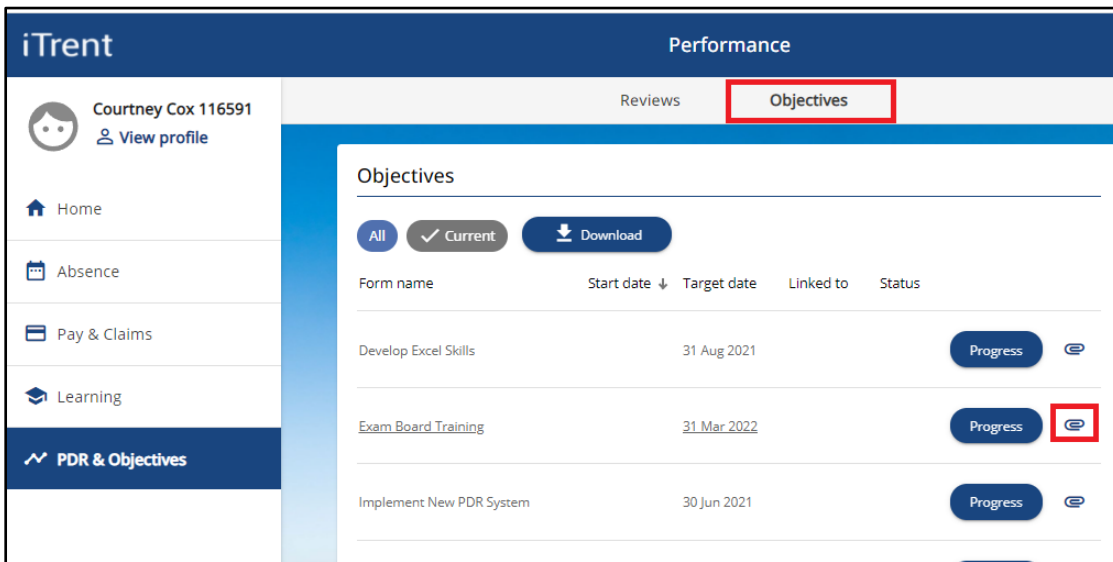 iTrent
Performance
Courtney Cox 116591
View profile
Reviews
Objectives
Home
Absence
Pay & Claims
Learning
PDR & Objectives
Objectives
All
Current
Download
Form name Start date Target date Linked to Status
Develop Excel Skills 31 Aug 2021 Progress
Exam Board Training 31 Mar 2022 Progress
Implement New PDR System 30 Jun 2021 Progress